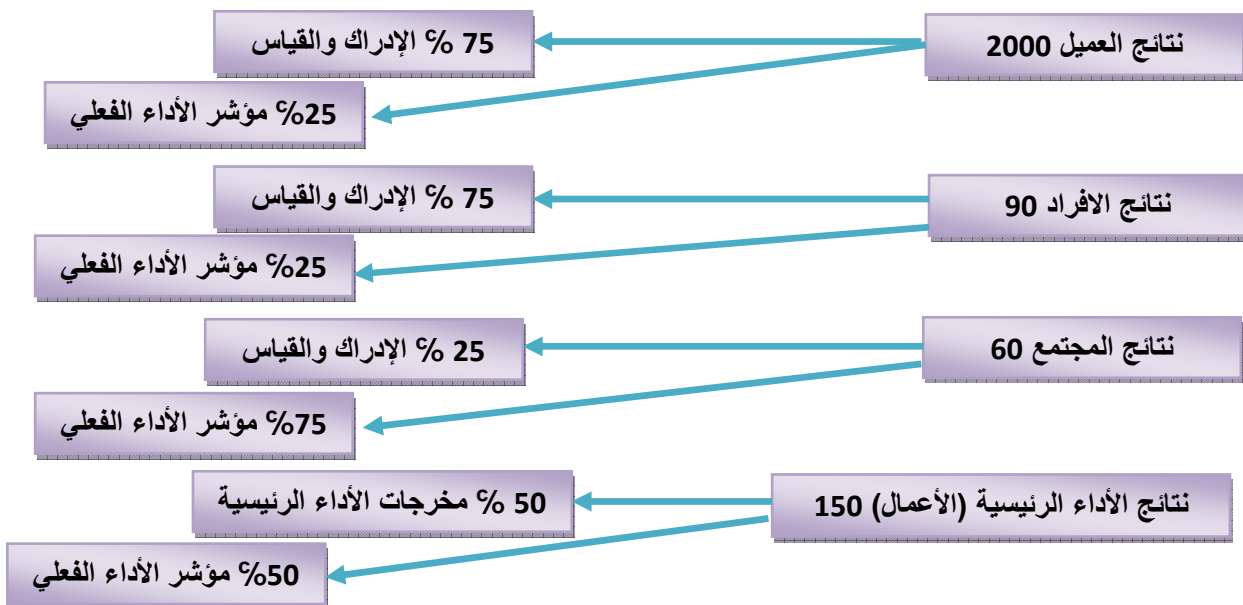 نتائج العميل 2000
75 % الإدراك والقياس
25% مؤشر الأداء الفعلي
نتائج الافراد 90
75 % الإدراك والقياس
25% مؤشر الأداء الفعلي
نتائج المجتمع 60
25 % الإدراك والقياس
75% مؤشر الأداء الفعلي
نتائج الأداء الرئيسية (الأعمال) 150
50 % مخرجات الأداء الرئيسية
50% مؤشر الأداء الفعلي